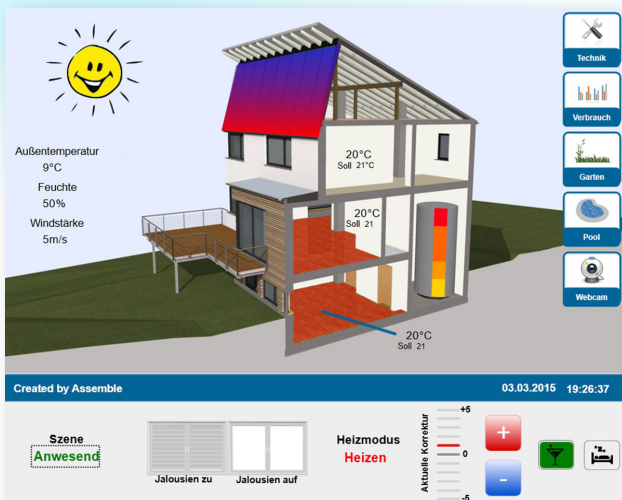 Technik
Verbrauch
Garten
Pool
Webcam
Außentemperatur
9°C
Feuchte
50%
Windstärke
5m/s
20°C
Soll 21°C
20°C
Soll 21
20°C
Soll 21
Created by Assemble
03.03.2015 19:26:37
Szene
Anwesend
Jalousien zu
Jalousien auf
Heizmodus
Heizen
Aktuelle Korrektur
+5
0
-5
+
-